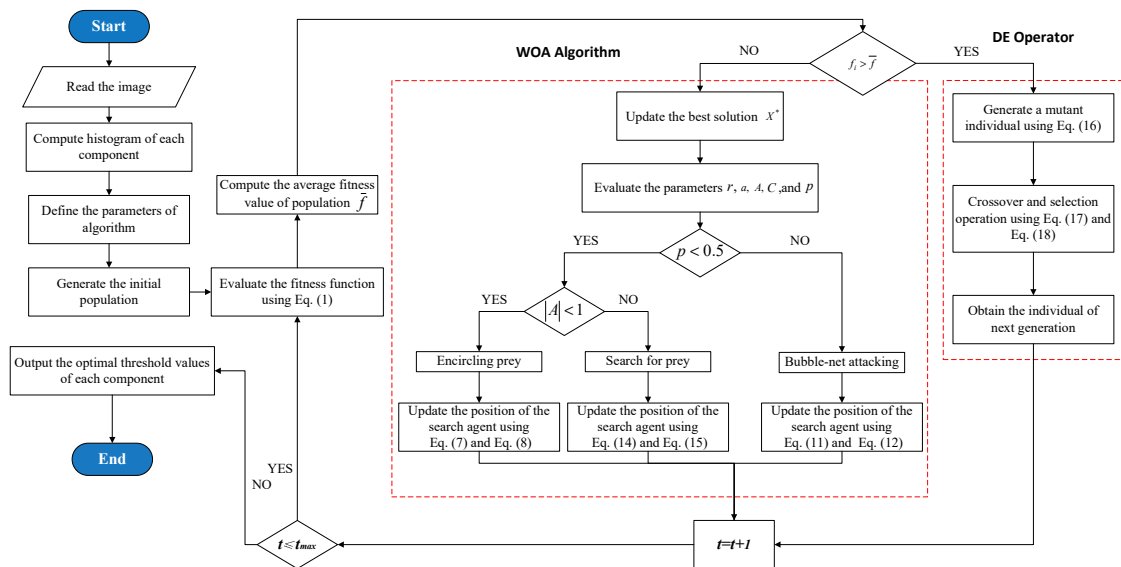 Start
Read the image
Compute histogram of each
component
Define the parameters of
algorithm
Generate the initial
population
Evaluate the fitness function
using Eq. (1)
Compute the average fitness
value of population f̄
WOA Algorithm
DE Operator
f_i > f̄
NO
YES
Update the best solution X*
Evaluate the parameters r, a, A, C ,and p
p < 0.5
YES
NO
|A| < 1
YES
NO
Encircling prey
Search for prey
Bubble-net attacking
Update the position of the
search agent using
Eq. (7) and Eq. (8)
Update the position of the
search agent using
Eq. (14) and Eq. (15)
Update the position of the
search agent using
Eq. (11) and Eq. (12)
Generate a mutant
individual using Eq. (16)
Crossover and selection
operation using Eq. (17) and
Eq. (18)
Obtain the individual of
next generation
t=t+1
t≤t_max
YES
NO
Output the optimal threshold values
of each component
End